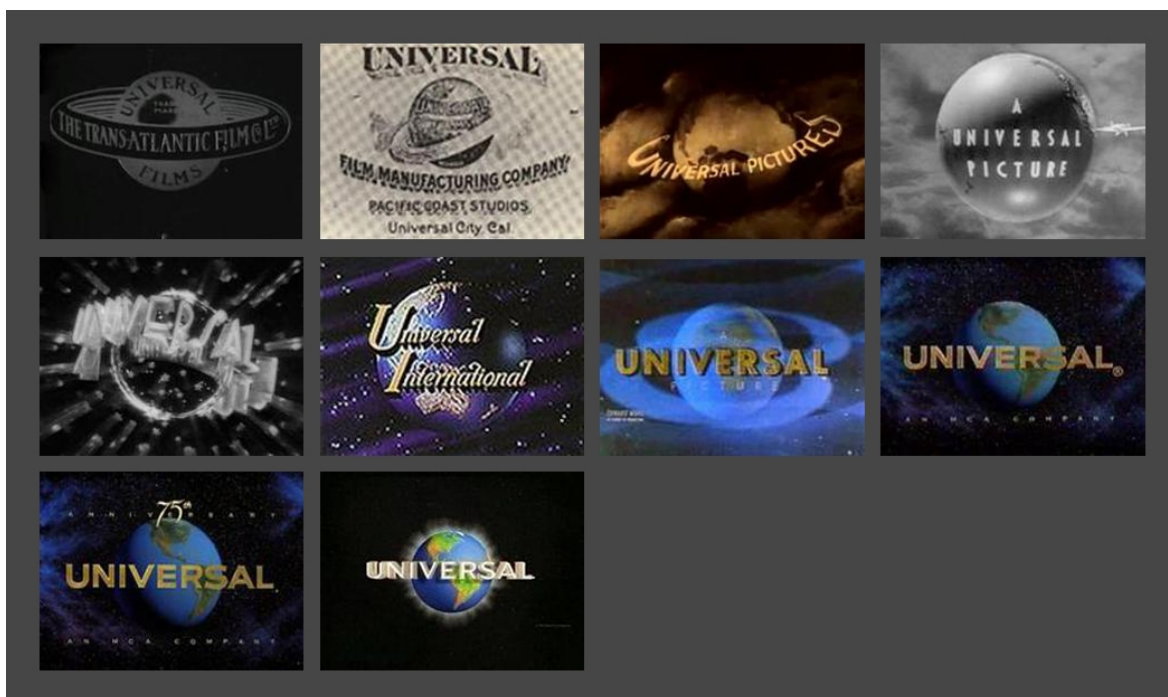 UNIVERSAL
TRADE
MARK
THE TRANS-ATLANTIC FILM Co LTD
FILMS
UNIVERSAL
FILM MANUFACTURING COMPANY
PACIFIC COAST STUDIOS
Universal City, Cal.
UNIVERSAL PICTURES
A
UNIVERSAL
PICTURE
UNIVERSAL
Universal
International
A
UNIVERSAL
PICTURE
UNIVERSAL®
AN MCA COMPANY
75th
ANNIVERSARY
UNIVERSAL
AN MCA COMPANY
UNIVERSAL